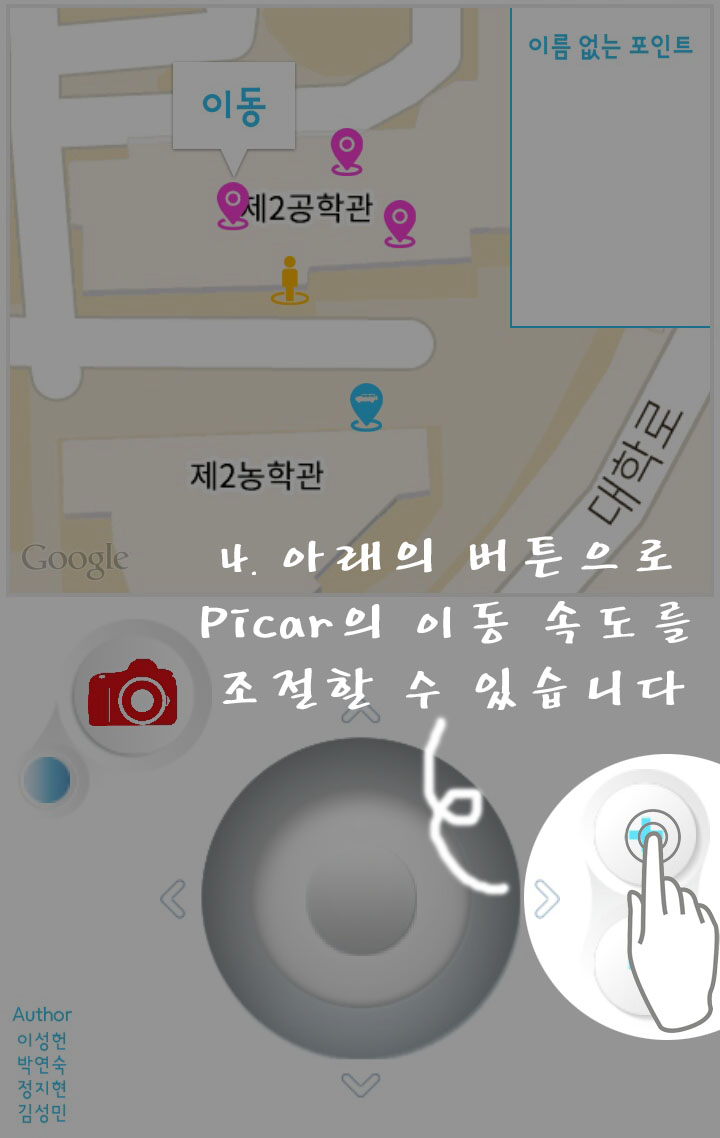 이름 없는 포인트
이동
제2공학관
제2농학관
대학로
Google
4. 아래의 버튼으로
Picar의 이동 속도를
조절할 수 있습니다
Author
이성헌
박연숙
정지현
김성민